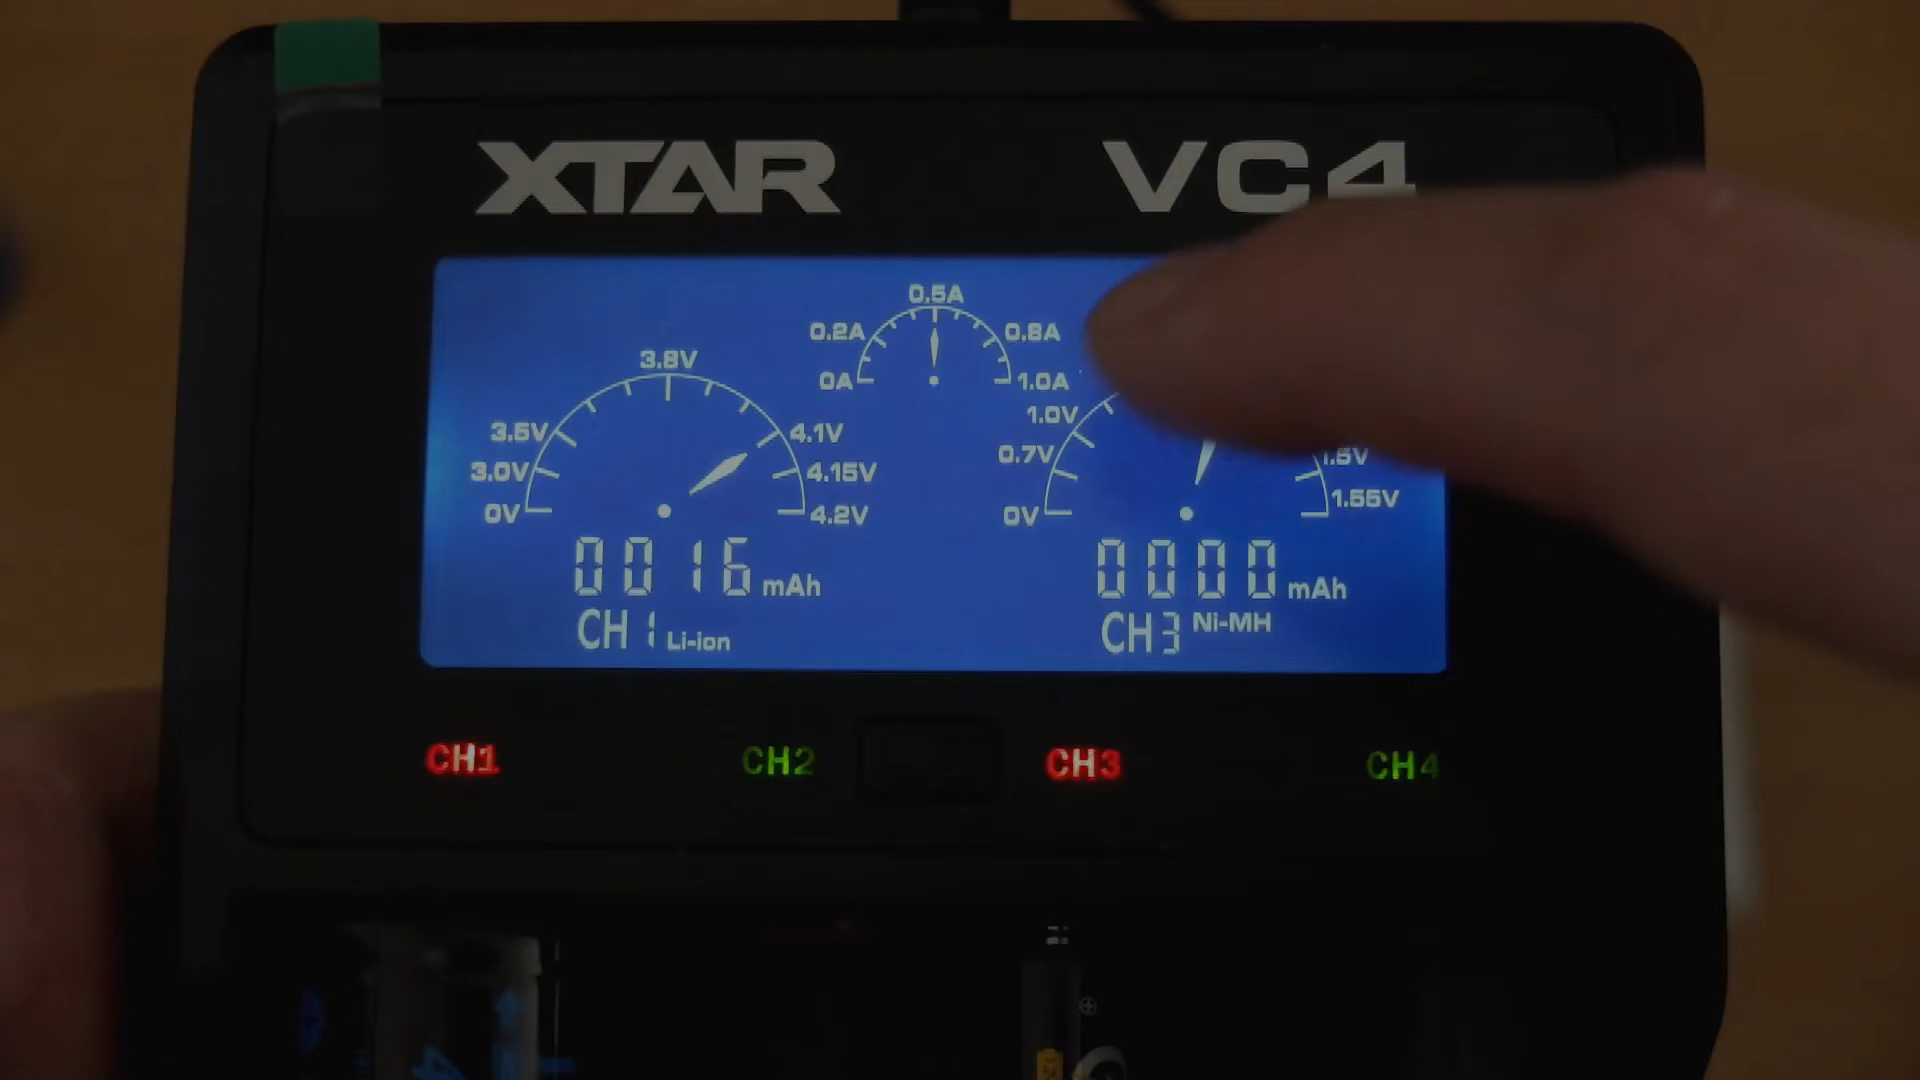 XTAR VC4
0.5A
0.2A 0.8A
0A 1.0A
3.8V
3.5V 4.1V
3.0V 4.15V
0V 4.2V
1.0V
0.7V 1.5V
0V 1.55V
0016 mAh
CH1 Li-ion
0000 mAh
CH3 Ni-MH
CH1 CH2 CH3 CH4